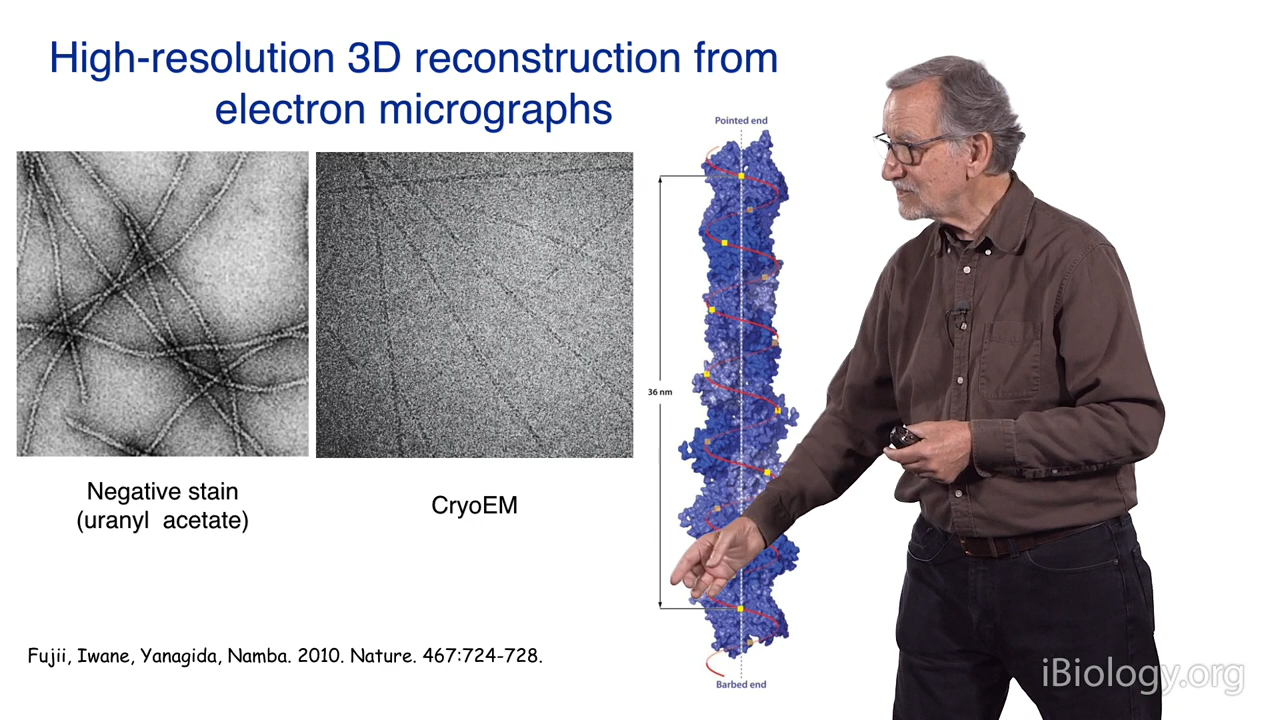 High-resolution 3D reconstruction from
electron micrographs
Pointed end
36 nm
Negative stain
(uranyl acetate)
CryoEM
Fujii, Iwane, Yanagida, Namba. 2010. Nature. 467:724-728.
Barbed end
iBiology.org